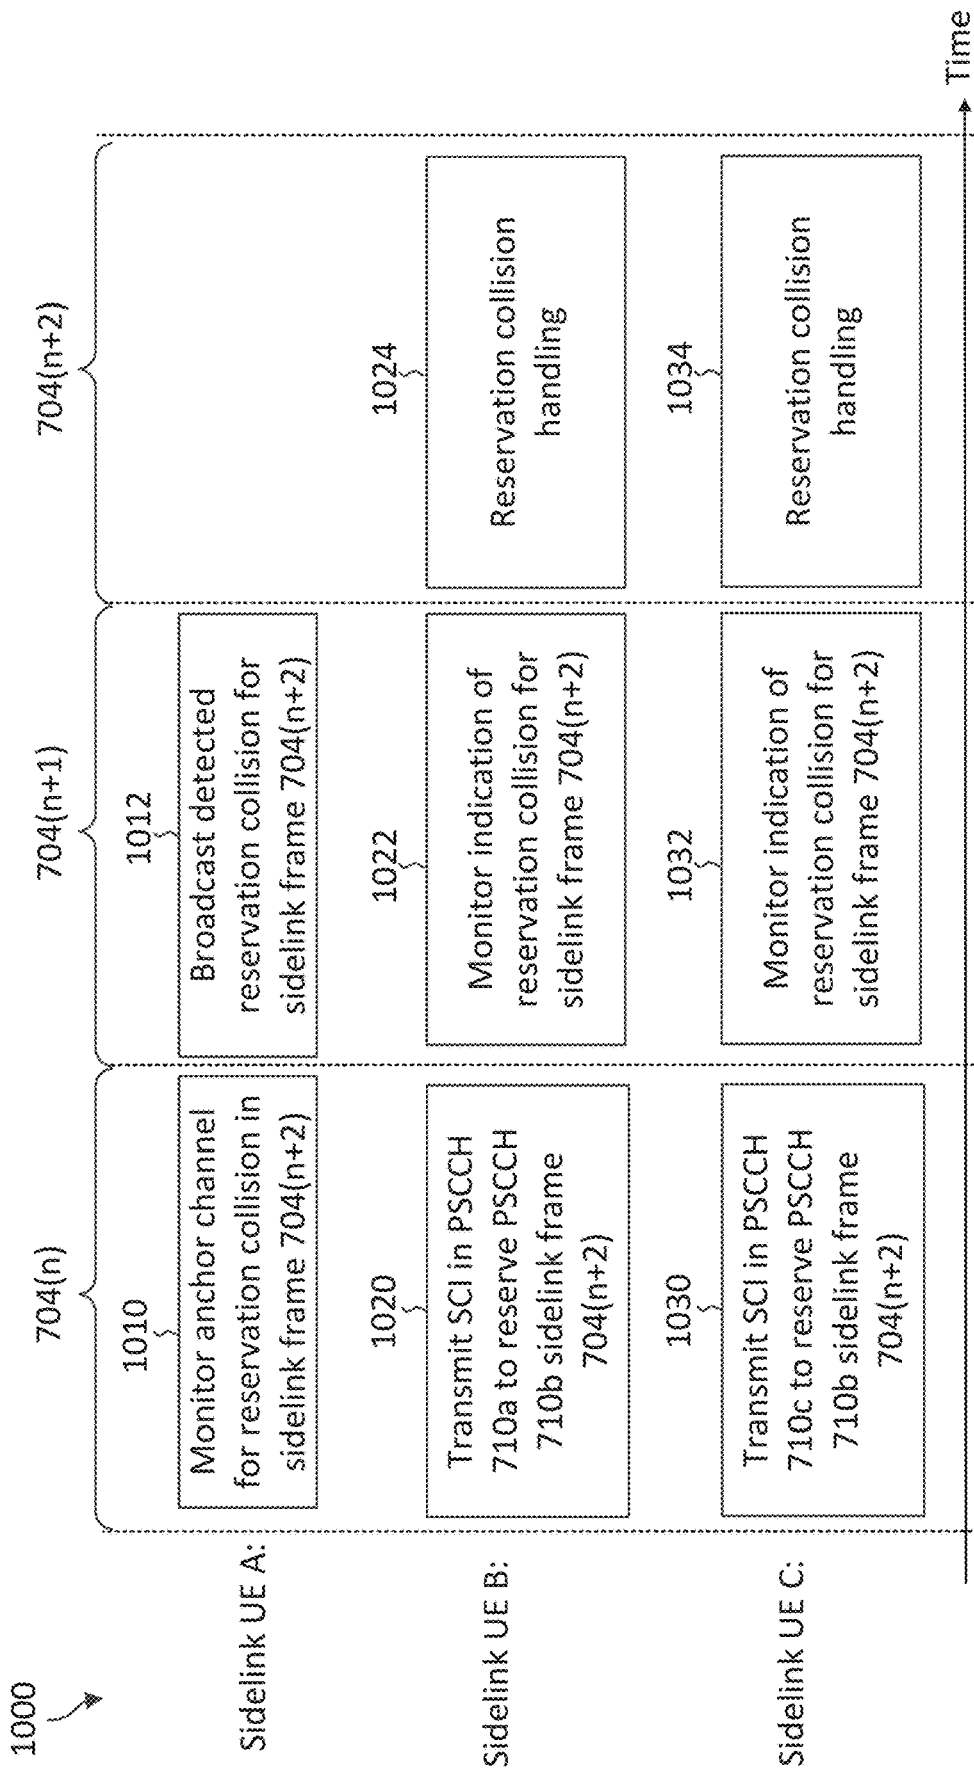 1000
704(n)
704(n+1)
704(n+2)
Sidelink UE A:
1010
Monitor anchor channel
for reservation collision in
sidelink frame 704(n+2)
1012
Broadcast detected
reservation collision for
sidelink frame 704(n+2)
Sidelink UE B:
1020
Transmit SCI in PSCCH
710a to reserve PSCCH
710b sidelink frame
704(n+2)
1022
Monitor indication of
reservation collision for
sidelink frame 704(n+2)
1024
Reservation collision
handling
Sidelink UE C:
1030
Transmit SCI in PSCCH
710c to reserve PSCCH
710b sidelink frame
704(n+2)
1032
Monitor indication of
reservation collision for
sidelink frame 704(n+2)
1034
Reservation collision
handling
Time